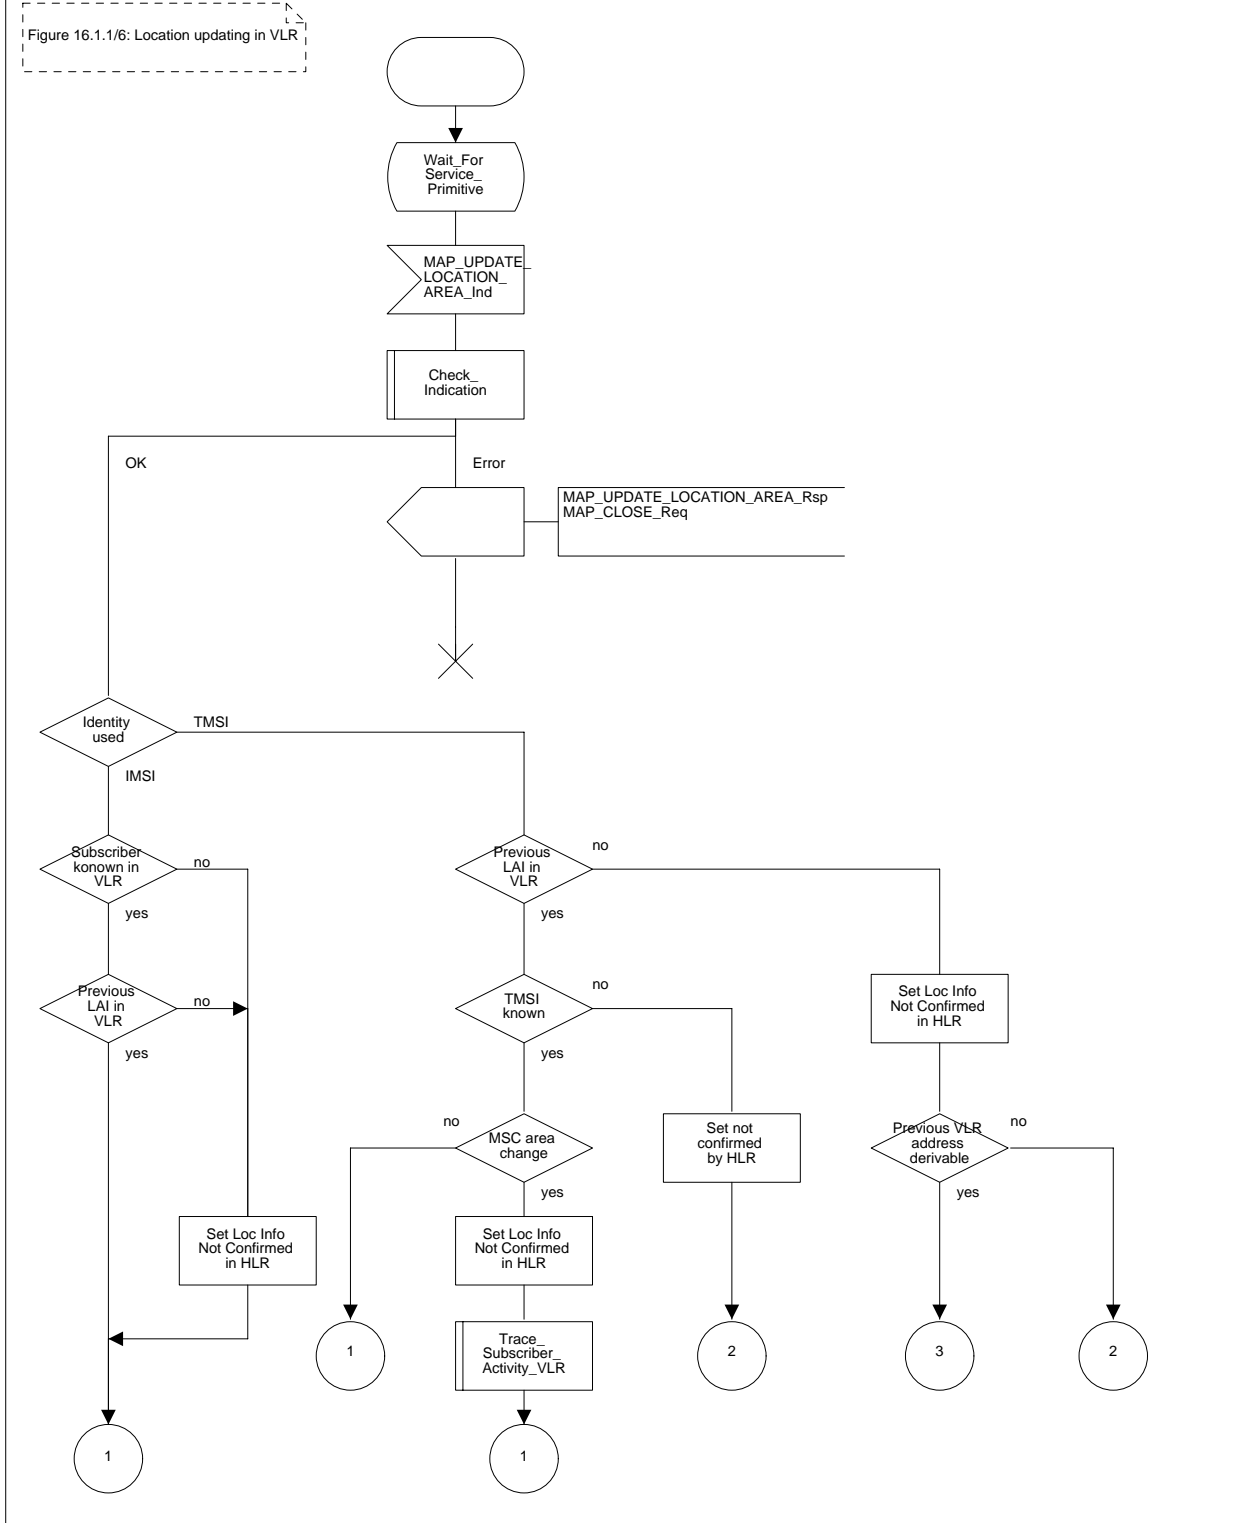 Figure 16.1.1/6: Location updating in VLR
Wait_For
Service_
Primitive
MAP_UPDATE_
LOCATION_
AREA_Ind
Check_
Indication
OK
Error
MAP_UPDATE_LOCATION_AREA_Rsp
MAP_CLOSE_Req
Identity
used
TMSI
IMSI
Subscriber
konown in
VLR
no
yes
Previous
LAI in
VLR
no
yes
Previous
LAI in
VLR
no
yes
TMSI
known
no
yes
Set Loc Info
Not Confirmed
in HLR
no
MSC area
change
yes
Set not
confirmed
by HLR
Previous VLR
address
derivable
no
yes
Set Loc Info
Not Confirmed
in HLR
Set Loc Info
Not Confirmed
in HLR
1
Trace_
Subscriber_
Activity_VLR
2
3
2
1
1